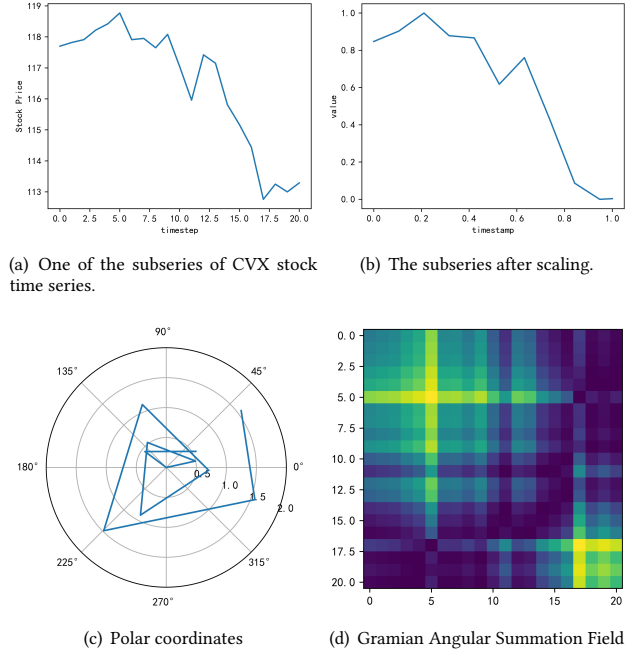 119
118
117
116
115
114
113
Stock Price
0.0 2.5 5.0 7.5 10.0 12.5 15.0 17.5 20.0
timestep
1.0
0.8
0.6
0.4
0.2
0.0
value
0.0 0.2 0.4 0.6 0.8 1.0
timestamp
(a) One of the subseries of CVX stock
time series.
(b) The subseries after scaling.
90°
135° 45°
180° 0°
0.5
1.0
1.5
2.0
225° 315°
270°
0.0
2.5
5.0
7.5
10.0
12.5
15.0
17.5
20.0
0 5 10 15 20
(c) Polar coordinates
(d) Gramian Angular Summation Field